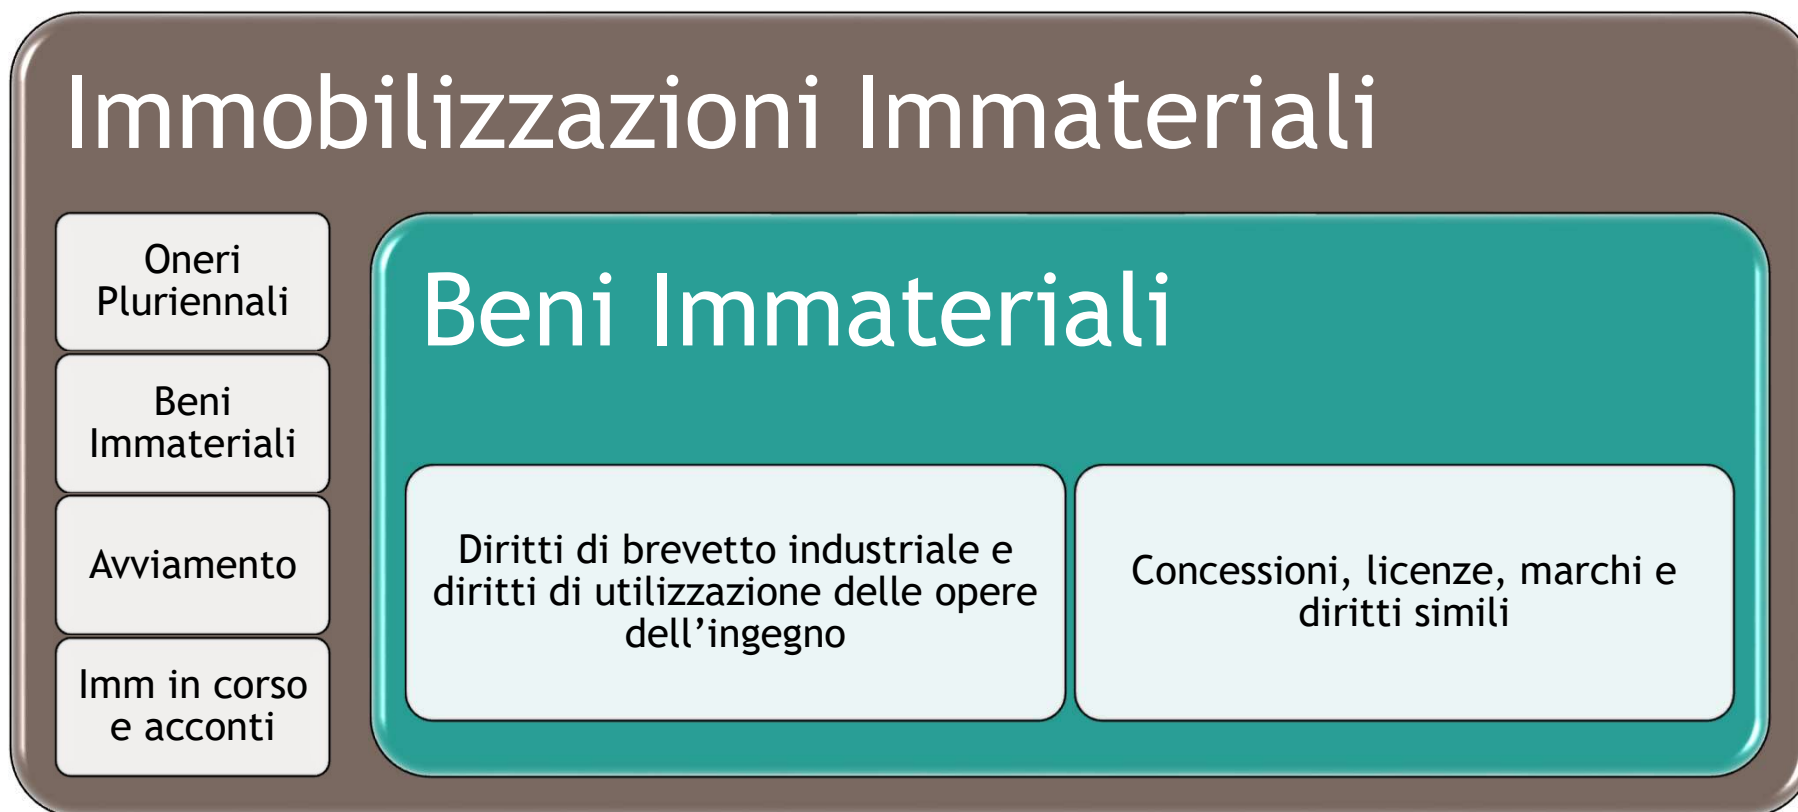 Immobilizzazioni Immateriali
Oneri
Pluriennali
Beni
Immateriali
Avviamento
Imm in corso
e acconti
Beni Immateriali
Diritti di brevetto industriale e
diritti di utilizzazione delle opere
dell’ingegno
Concessioni, licenze, marchi e
diritti simili